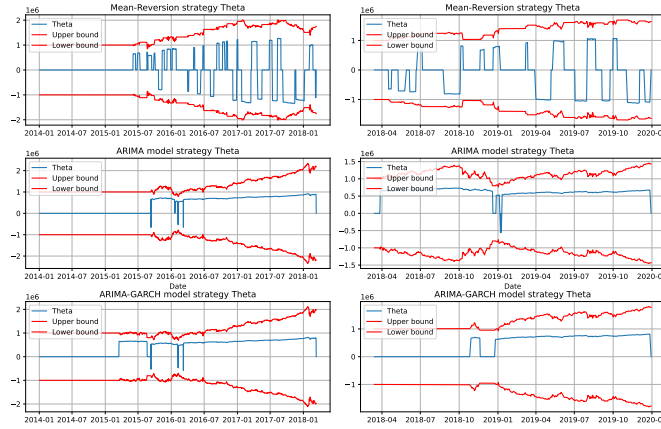 Mean-Reversion strategy Theta
1e6
Theta
Upper bound
Lower bound
2
1
0
−1
−2
2014-01 2014-07 2015-01 2015-07 2016-01 2016-07 2017-01 2017-07 2018-01
Mean-Reversion strategy Theta
1e6
Theta
Upper bound
Lower bound
1
0
−1
2018-04 2018-07 2018-10 2019-01 2019-04 2019-07 2019-10 2020-0
ARIMA model strategy Theta
1e6
Theta
Upper bound
Lower bound
2
1
0
−1
−2
2014-01 2014-07 2015-01 2015-07 2016-01 2016-07 2017-01 2017-07 2018-01
Date
ARIMA model strategy Theta
1e6
Theta
Upper bound
Lower bound
1.5
1.0
0.5
0.0
−0.5
−1.0
−1.5
2018-04 2018-07 2018-10 2019-01 2019-04 2019-07 2019-10 2020-0
Date
ARIMA-GARCH model strategy Theta
1e6
Theta
Upper bound
Lower bound
2
1
0
−1
−2
2014-01 2014-07 2015-01 2015-07 2016-01 2016-07 2017-01 2017-07 2018-01
ARIMA-GARCH model strategy Theta
1e6
Theta
Upper bound
Lower bound
1
0
−1
2018-04 2018-07 2018-10 2019-01 2019-04 2019-07 2019-10 2020-0